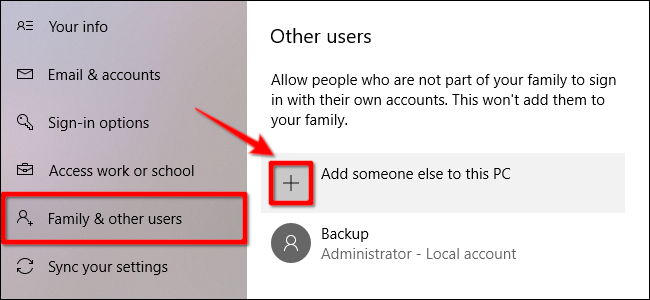 Your info
Email & accounts
Sign-in options
Access work or school
Family & other users
Sync your settings
Other users
Allow people who are not part of your family to sign
in with their own accounts. This won't add them to
your family.
Add someone else to this PC
Backup
Administrator - Local account